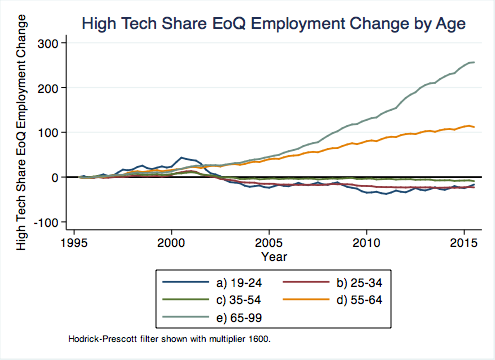 High Tech Share EoQ Employment Change by Age
High Tech Share EoQ Employment Change
300
200
100
0
-100
1995
2000
2005
2010
2015
Year
a) 19-24
b) 25-34
c) 35-54
d) 55-64
e) 65-99
Hodrick-Prescott filter shown with multiplier 1600.